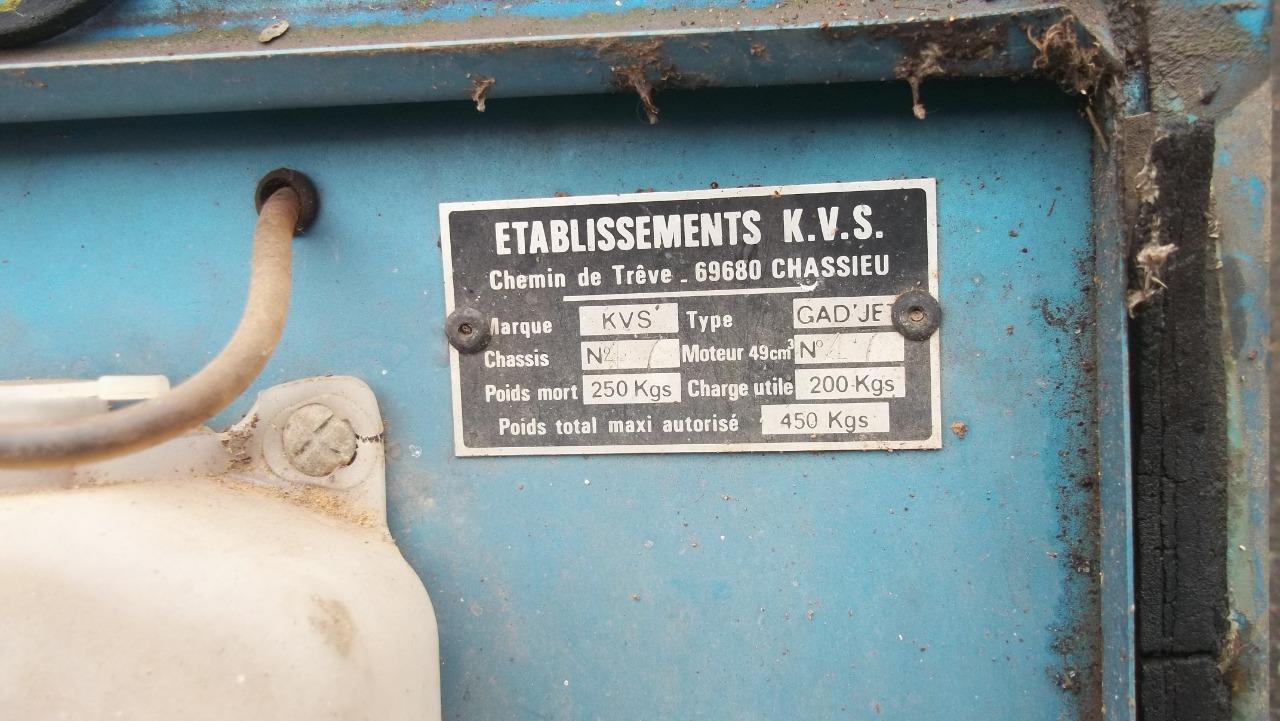 ETABLISSEMENTS K.V.S.
Chemin de Trêve - 69680 CHASSIEU
Marque KVS Type GAD'JET
Chassis N° Moteur 49cm³ N°
Poids mort 250 Kgs Charge utile 200 Kgs
Poids total maxi autorisé 450 Kgs